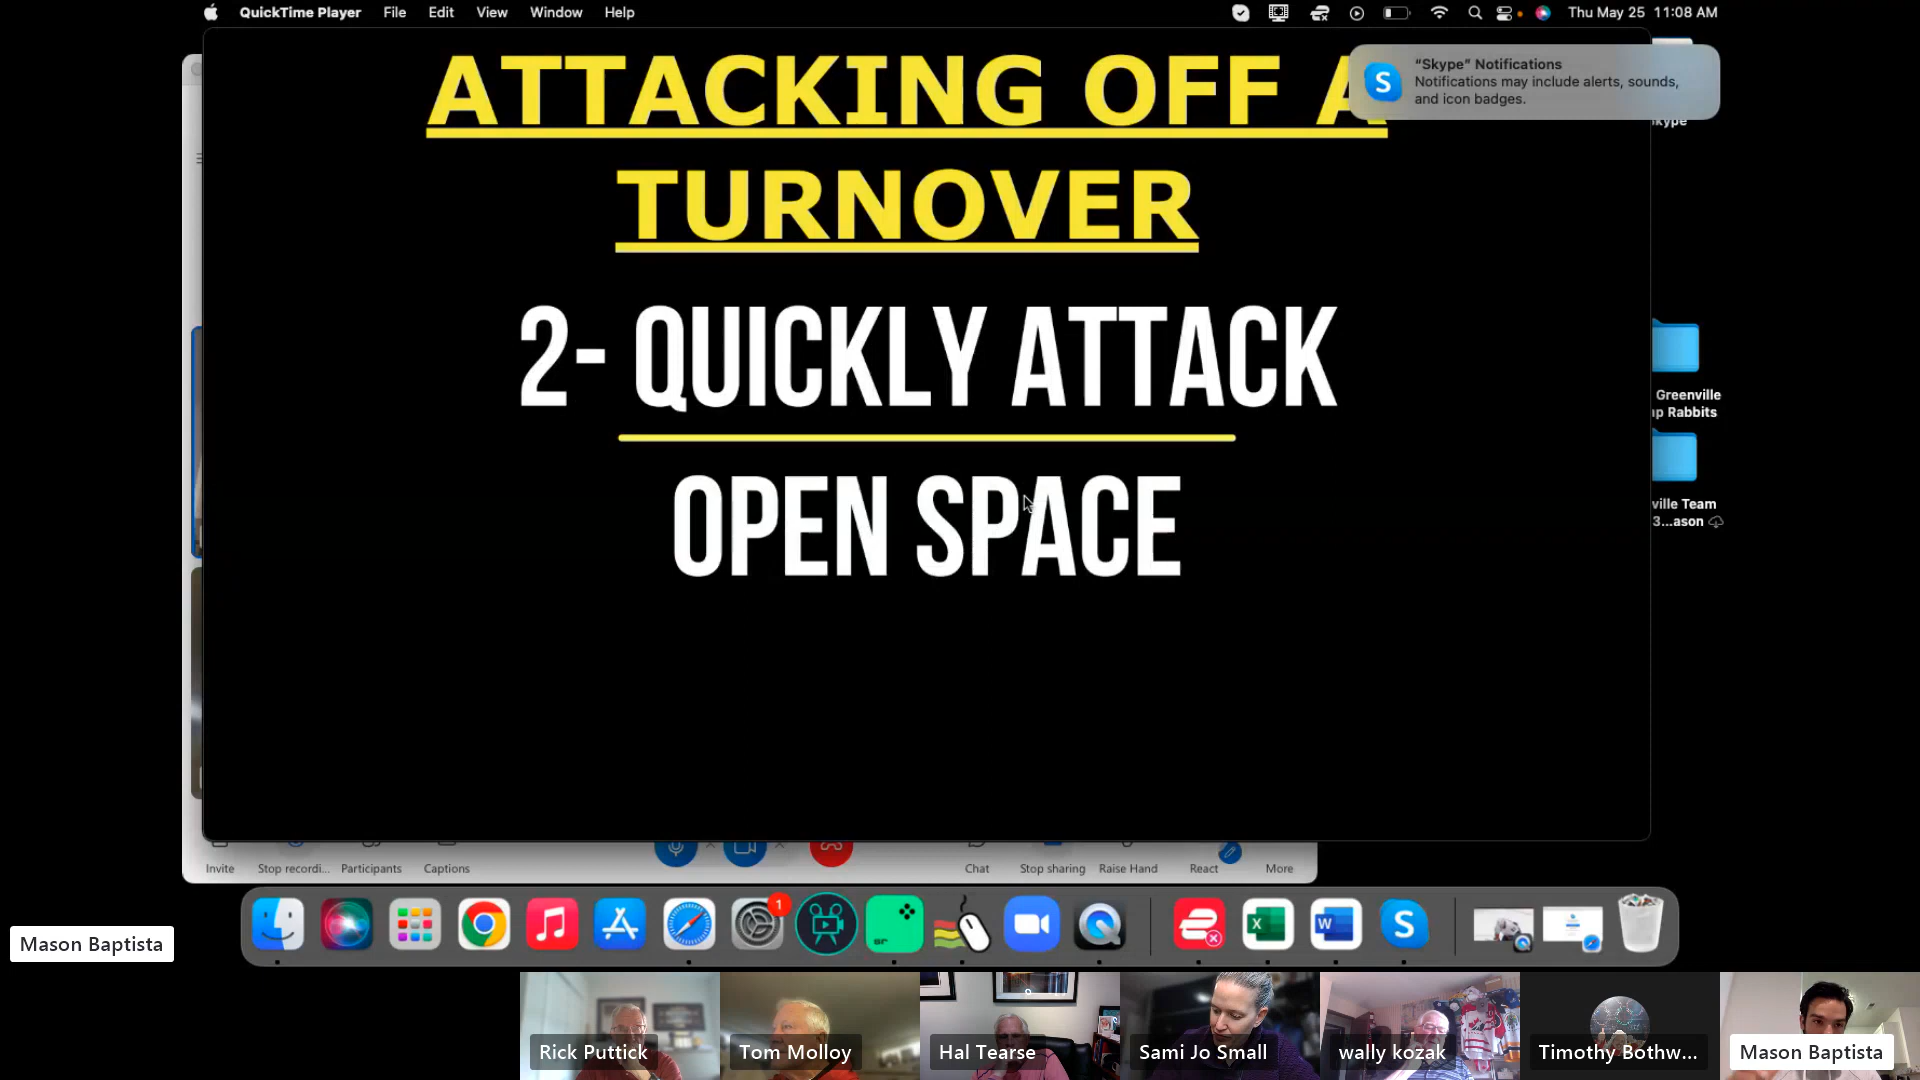 QuickTime Player File Edit View Window Help Thu May 25 11:08 AM
ATTACKING OFF A
TURNOVER
"Skype" Notifications
Notifications may include alerts, sounds,
and icon badges.
2- QUICKLY ATTACK
OPEN SPACE
Greenville
Rabbits
Team
Invite Stop recordi... Participants Captions Chat Stop sharing Raise Hand React More
1
Mason Baptista
Rick Puttick Tom Molloy Hal Tearse Sami Jo Small wally kozak Timothy Bothw... Mason Baptista